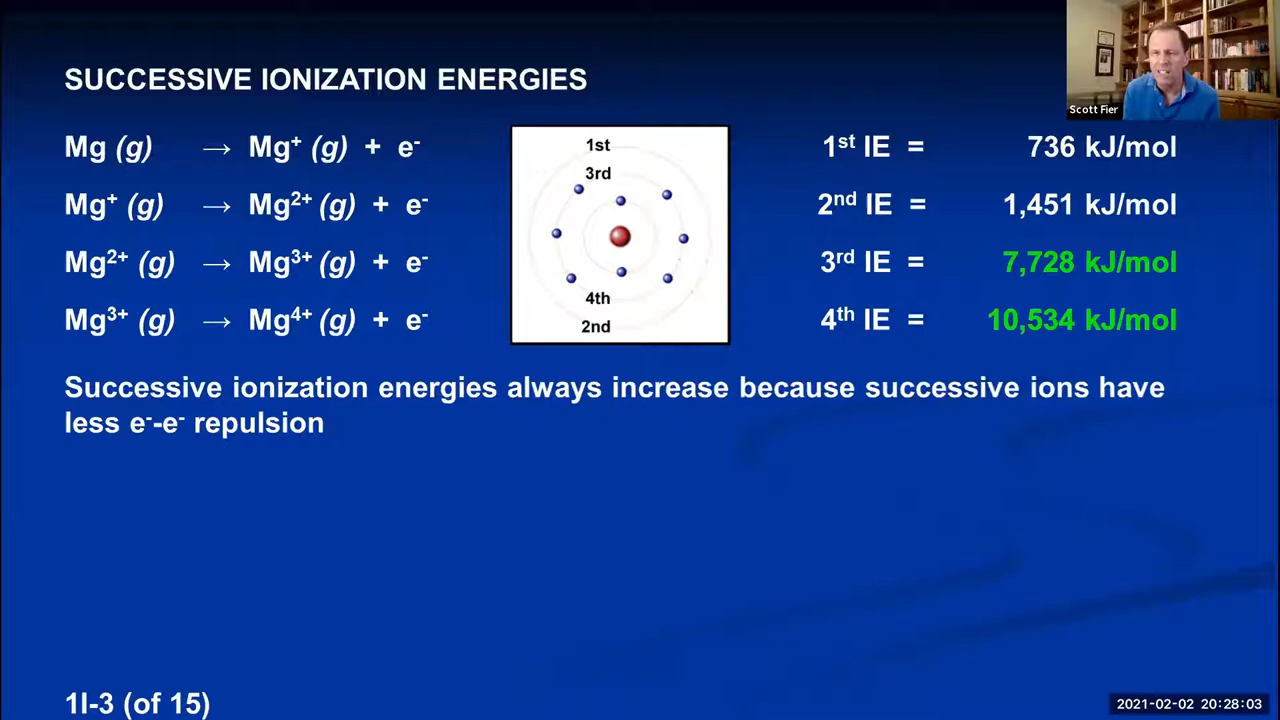 Scott Fier
SUCCESSIVE IONIZATION ENERGIES
Mg (g) → Mg⁺ (g) + e⁻ 1ˢᵗ IE = 736 kJ/mol
Mg⁺ (g) → Mg²⁺ (g) + e⁻ 2ⁿᵈ IE = 1,451 kJ/mol
Mg²⁺ (g) → Mg³⁺ (g) + e⁻ 3ʳᵈ IE = 7,728 kJ/mol
Mg³⁺ (g) → Mg⁴⁺ (g) + e⁻ 4ᵗʰ IE = 10,534 kJ/mol
1st
3rd
4th
2nd
Successive ionization energies always increase because successive ions have
less e⁻-e⁻ repulsion
1I-3 (of 15)
2021-02-02 20:28:03